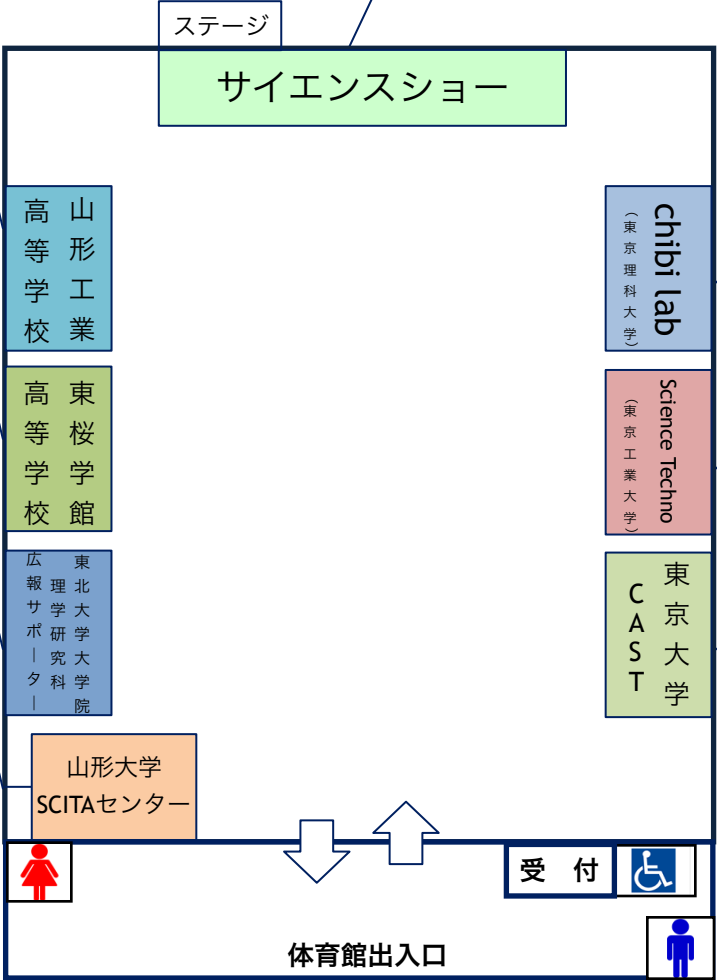 ステージ
サイエンスショー
山形工業
高等学校
chibi lab
（東京理科大学）
東桜学館
高等学校
Science Techno
（東京工業大学）
東北大学大学院
理学研究科
広報サポーター
東京大学
CAST
山形大学
SCITAセンター
受　付
体育館出入口